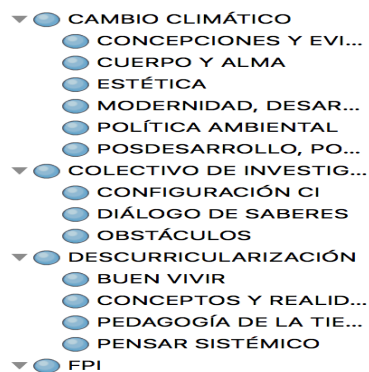 CAMBIO CLIMÁTICO
CONCEPCIONES Y EVI...
CUERPO Y ALMA
ESTÉTICA
MODERNIDAD, DESAR...
POLÍTICA AMBIENTAL
POSDESARROLLO, PO...
COLECTIVO DE INVESTIG...
CONFIGURACIÓN CI
DIÁLOGO DE SABERES
OBSTÁCULOS
DESCURRICULARIZACIÓN
BUEN VIVIR
CONCEPTOS Y REALID...
PEDAGOGÍA DE LA TIE...
PENSAR SISTÉMICO
FPI